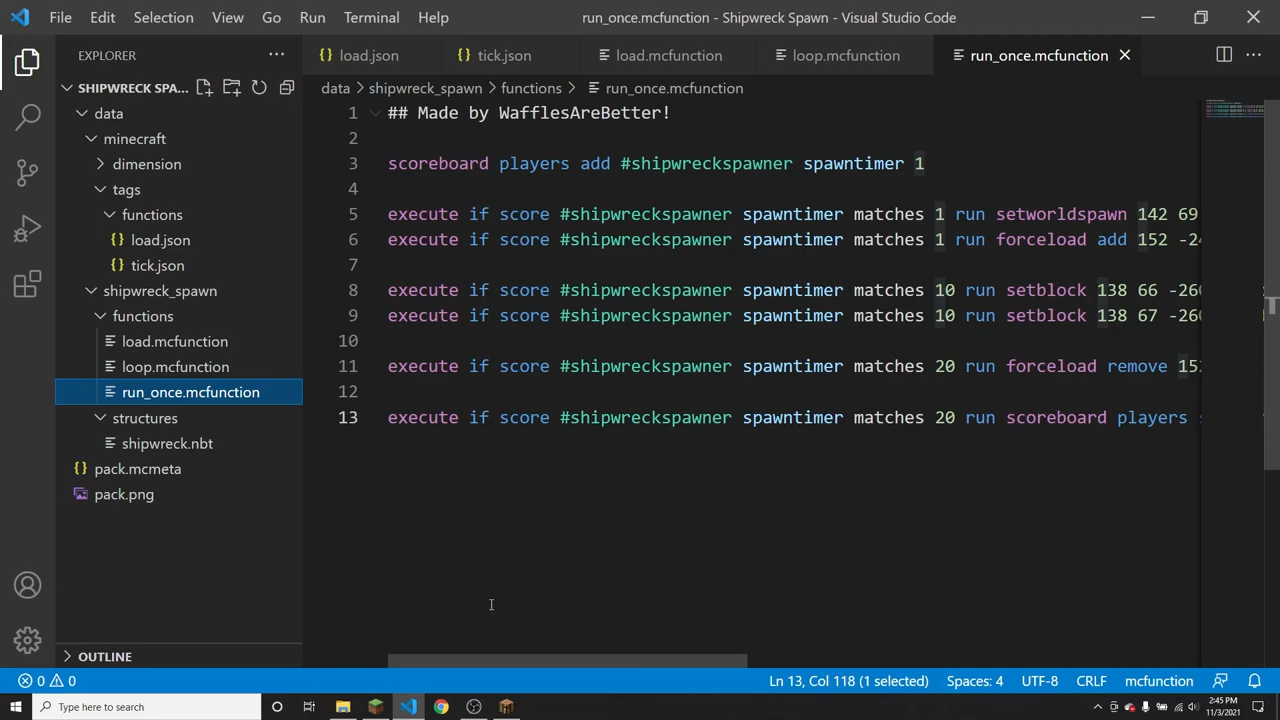 File Edit Selection View Go Run Terminal Help run_once.mcfunction - Shipwreck Spawn - Visual Studio Code
EXPLORER
load.json tick.json load.mcfunction loop.mcfunction run_once.mcfunction
SHIPWRECK SPA...
data > shipwreck_spawn > functions > run_once.mcfunction
data
minecraft
dimension
tags
functions
load.json
tick.json
shipwreck_spawn
functions
load.mcfunction
loop.mcfunction
run_once.mcfunction
structures
shipwreck.nbt
pack.mcmeta
pack.png
OUTLINE
1 ## Made by WafflesAreBetter!
2
3 scoreboard players add #shipwreckspawner spawntimer 1
4
5 execute if score #shipwreckspawner spawntimer matches 1 run setworldspawn 142 69
6 execute if score #shipwreckspawner spawntimer matches 1 run forceload add 152 -24
7
8 execute if score #shipwreckspawner spawntimer matches 10 run setblock 138 66 -260
9 execute if score #shipwreckspawner spawntimer matches 10 run setblock 138 67 -260
10
11 execute if score #shipwreckspawner spawntimer matches 20 run forceload remove 152
12
13 execute if score #shipwreckspawner spawntimer matches 20 run scoreboard players s
0 0 Ln 13, Col 118 (1 selected) Spaces: 4 UTF-8 CRLF mcfunction
Type here to search 2:45 PM
11/3/2021